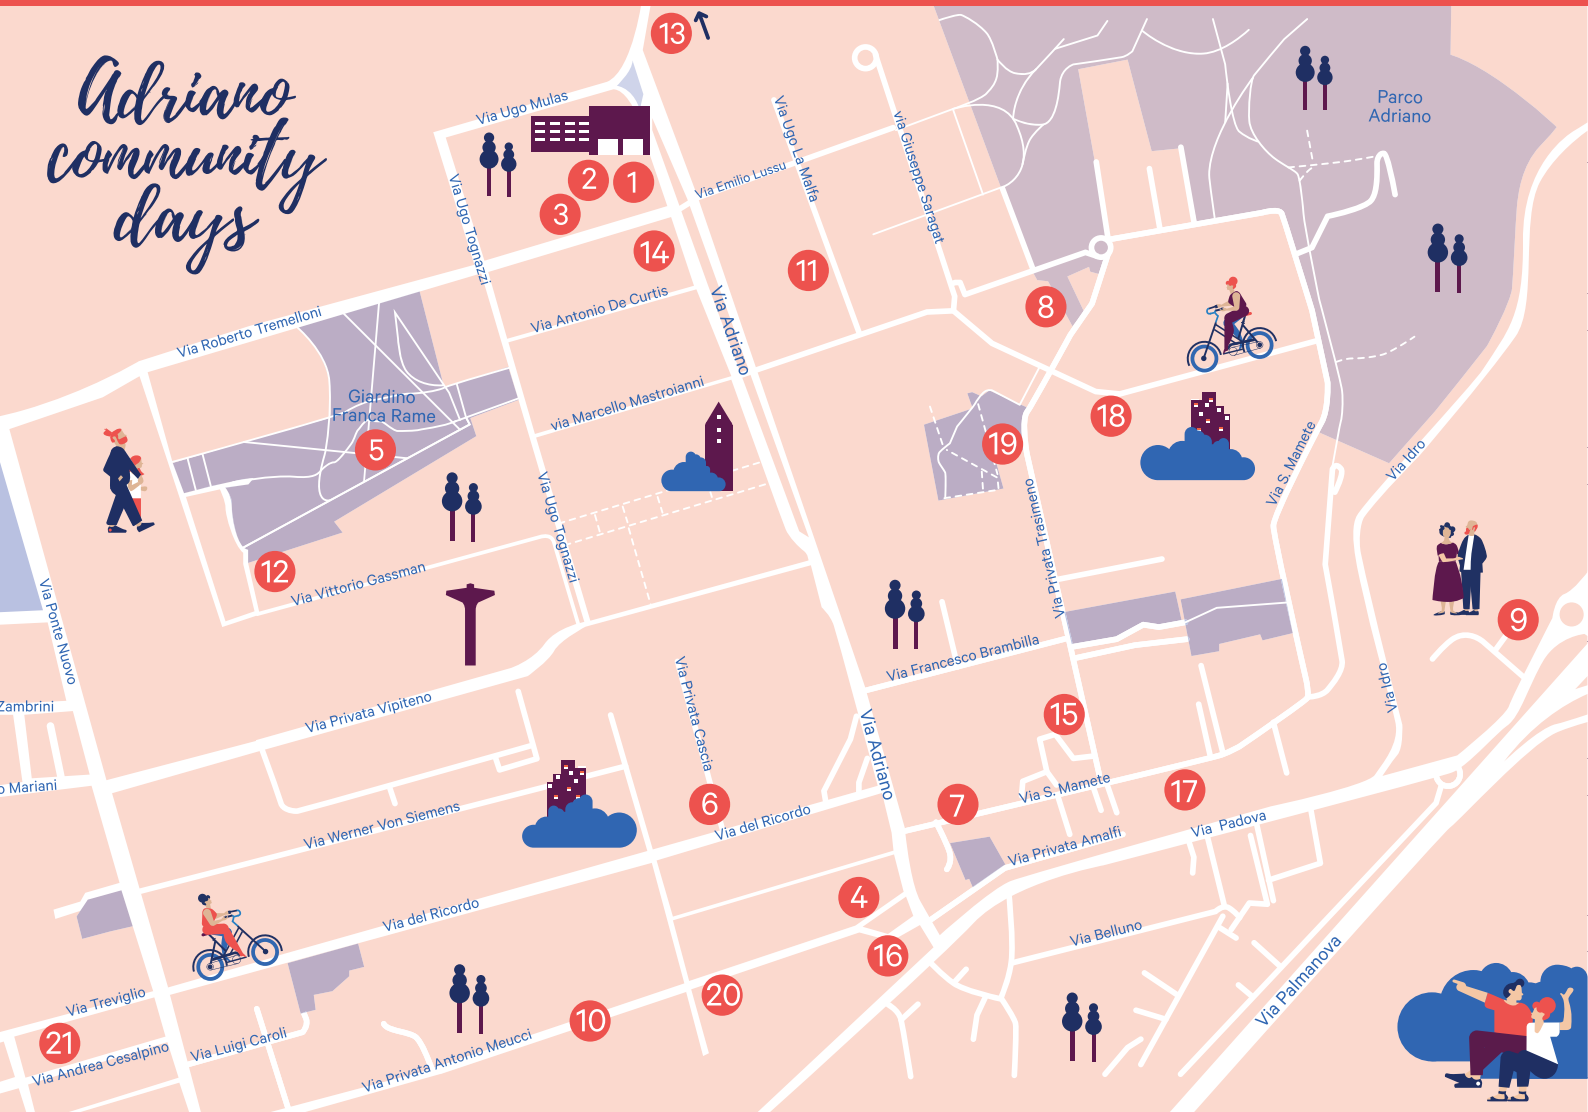 Adriano
community
days
13
Via Ugo Mulas
Parco
Adriano
Via Ugo La Malfa
via Giuseppe Saragat
Via Emilio Lussu
2
1
3
Via Ugo Tognazzi
14
11
Via Antonio De Curtis
Via Adriano
8
Via Roberto Tremelloni
via Marcello Mastroianni
Giardino
Franca Rame
5
18
19
Via S. Mamete
Via Idro
Via Ugo Tognazzi
Via Privata Trasimeno
12
Via Vittorio Gassman
Via Ponte Nuovo
9
Via Francesco Brambilla
Via Privata Cascia
Via Idro
Zambrini
Via Privata Vipiteno
15
Via Adriano
o Mariani
Via S. Mamete
17
6
7
Via Werner Von Siemens
Via del Ricordo
Via Privata Amalfi
Via Padova
4
Via del Ricordo
Via Belluno
16
Via Palmanova
Via Treviglio
20
10
21
Via Luigi Caroli
Via Andrea Cesalpino
Via Privata Antonio Meucci